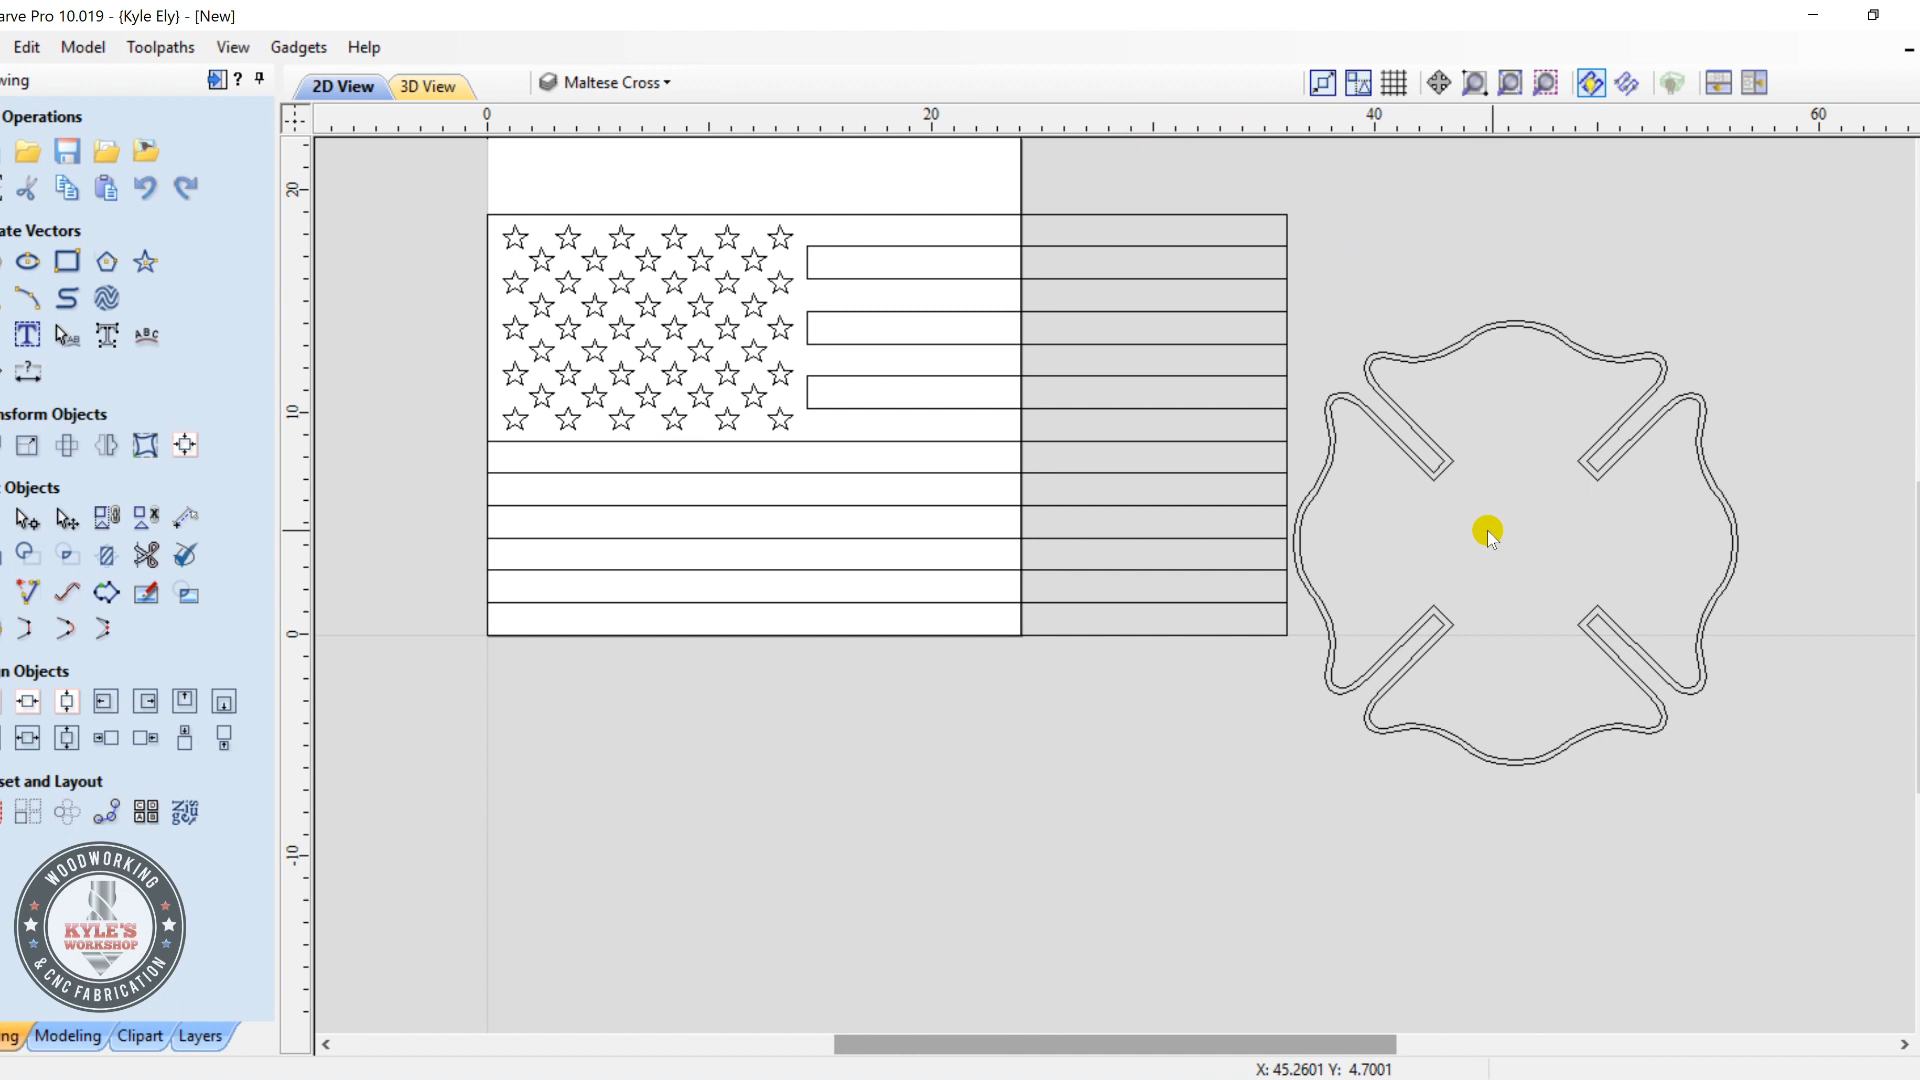 arve Pro 10.019 - {Kyle Ely} - [New]
Edit Model Toolpaths View Gadgets Help
wing
?
2D View 3D View Maltese Cross
Operations
0 20 40 60
ate Vectors
20
nsform Objects
10
Objects
0
n Objects
set and Layout
-10
WOODWORKING
KYLE'S
WORKSHOP
& CNC FABRICATION
ng Modeling Clipart Layers
X: 45.2601 Y: 4.7001